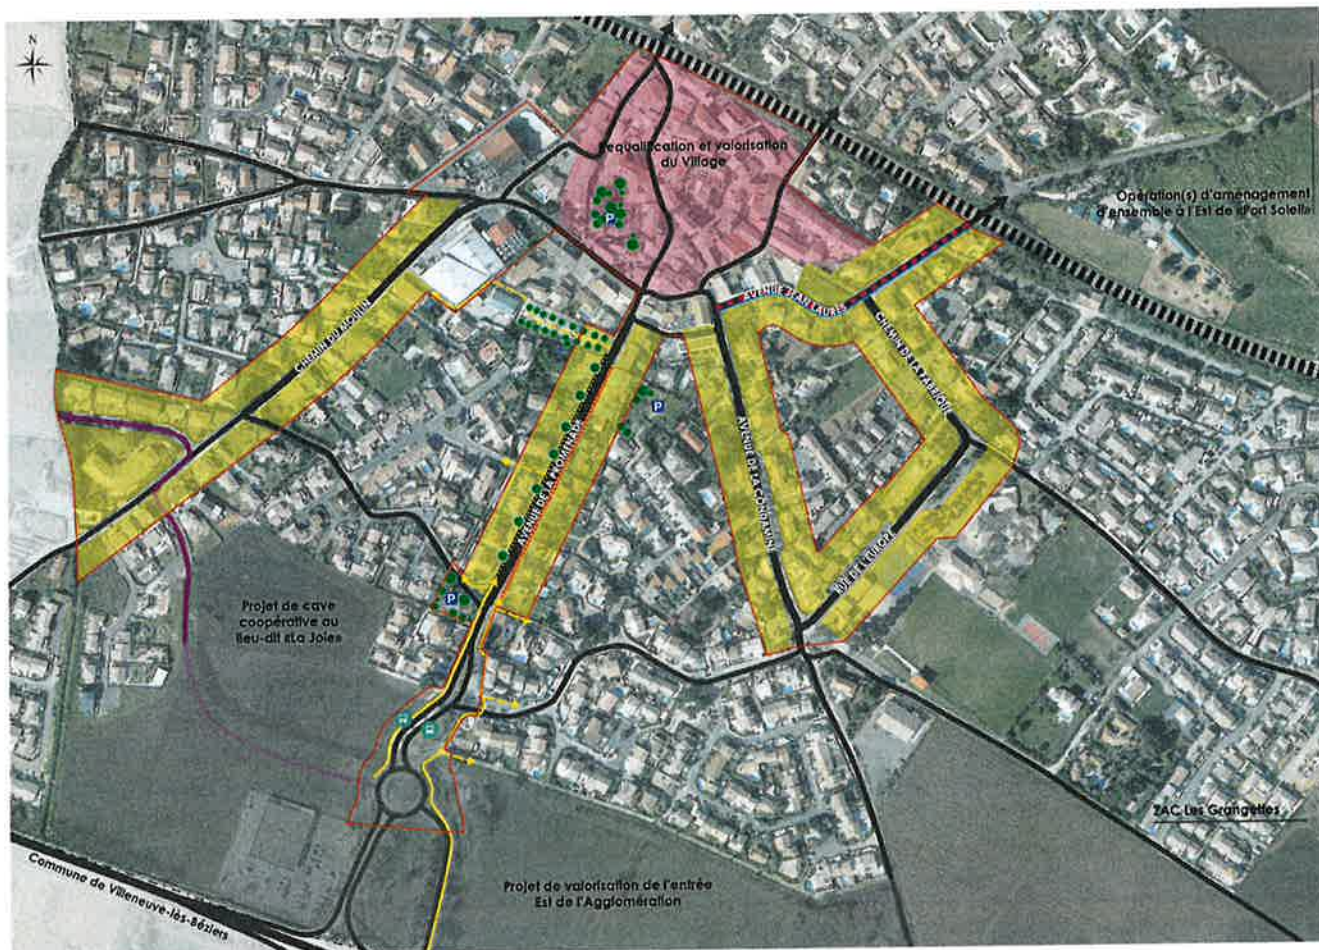 N
Requalification et valorisation
du Village
P
Opération(s) d'aménagement
d'ensemble à l'Est de «Port Soleil»
AVENUE JEAN JAURES
CHEMIN DU MOULIN
CHEMIN DE LA FABRIQUE
P
AVENUE DE LA PROMENADE
AVENUE DE LA CONDAMINE
RUE DE L'EUROPE
P
Projet de cave
coopérative au
lieu-dit «La Joie»
ZAC Les Grangettes
Commune de Villeneuve-lès-Béziers
Projet de valorisation de l'entrée
Est de l'Agglomération